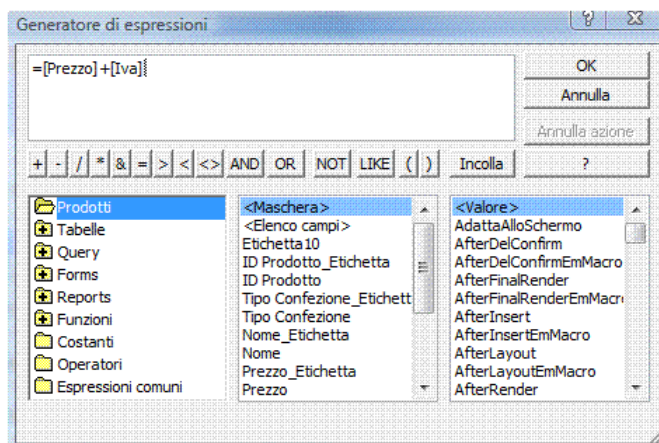 Generatore di espressioni
?
=[Prezzo]+[Iva]
OK
Annulla
Annulla azione
+ - / * & = > < <> AND OR NOT LIKE ( ) Incolla ?
Prodotti
Tabelle
Query
Forms
Reports
Funzioni
Costanti
Operatori
Espressioni comuni
<Maschera>
<Elenco campi>
Etichetta10
ID Prodotto_Etichetta
ID Prodotto
Tipo Confezione_Etichett
Tipo Confezione
Nome_Etichetta
Nome
Prezzo_Etichetta
Prezzo
<Valore>
AdattaAlloSchermo
AfterDelConfirm
AfterDelConfirmEmMacro
AfterFinalRender
AfterFinalRenderEmMacro
AfterInsert
AfterInsertEmMacro
AfterLayout
AfterLayoutEmMacro
AfterRender